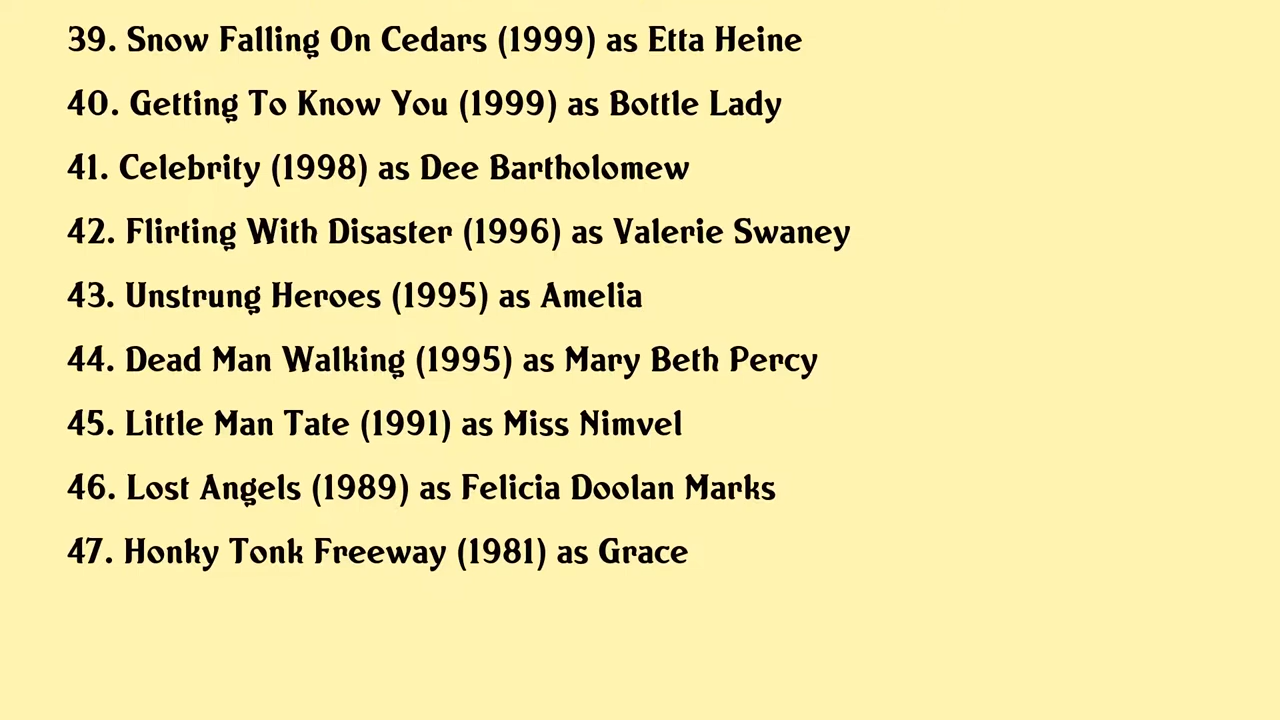 39. Snow Falling On Cedars (1999) as Etta Heine
40. Getting To Know You (1999) as Bottle Lady
41. Celebrity (1998) as Dee Bartholomew
42. Flirting With Disaster (1996) as Valerie Swaney
43. Unstrung Heroes (1995) as Amelia
44. Dead Man Walking (1995) as Mary Beth Percy
45. Little Man Tate (1991) as Miss Nimvel
46. Lost Angels (1989) as Felicia Doolan Marks
47. Honky Tonk Freeway (1981) as Grace